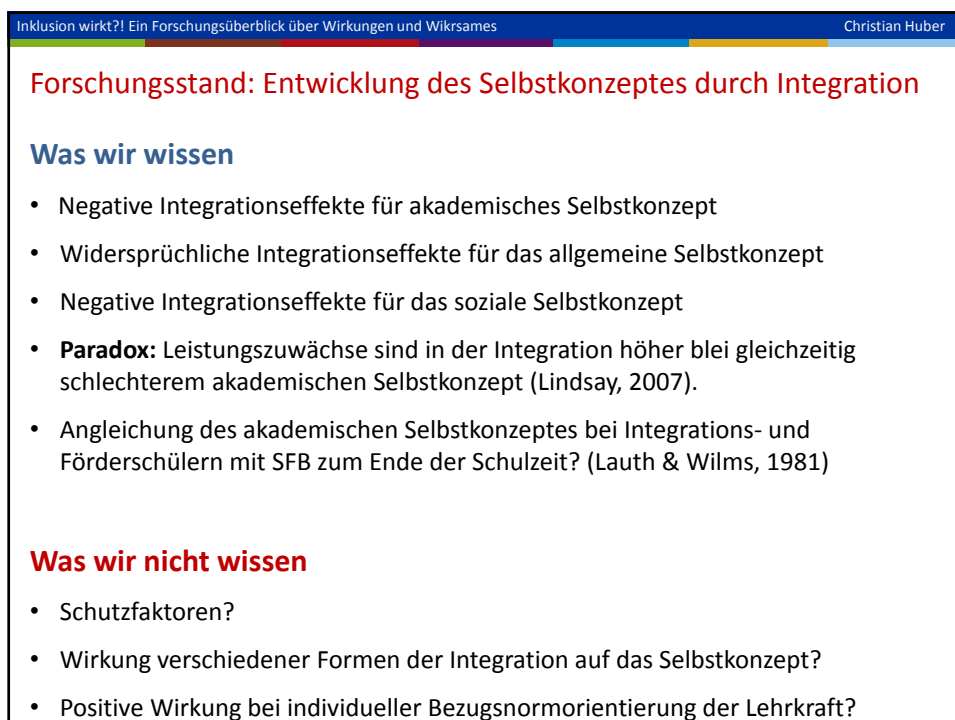 Inklusion wirkt?! Ein Forschungsüberblick über Wirkungen und Wikrsames
Christian Huber
Forschungsstand: Entwicklung des Selbstkonzeptes durch Integration
Was wir wissen
• Negative Integrationseffekte für akademisches Selbstkonzept
• Widersprüchliche Integrationseffekte für das allgemeine Selbstkonzept
• Negative Integrationseffekte für das soziale Selbstkonzept
• Paradox: Leistungszuwächse sind in der Integration höher blei gleichzeitig
schlechterem akademischen Selbstkonzept (Lindsay, 2007).
• Angleichung des akademischen Selbstkonzeptes bei Integrations- und
Förderschülern mit SFB zum Ende der Schulzeit? (Lauth & Wilms, 1981)
Was wir nicht wissen
• Schutzfaktoren?
• Wirkung verschiedener Formen der Integration auf das Selbstkonzept?
• Positive Wirkung bei individueller Bezugsnormorientierung der Lehrkraft?